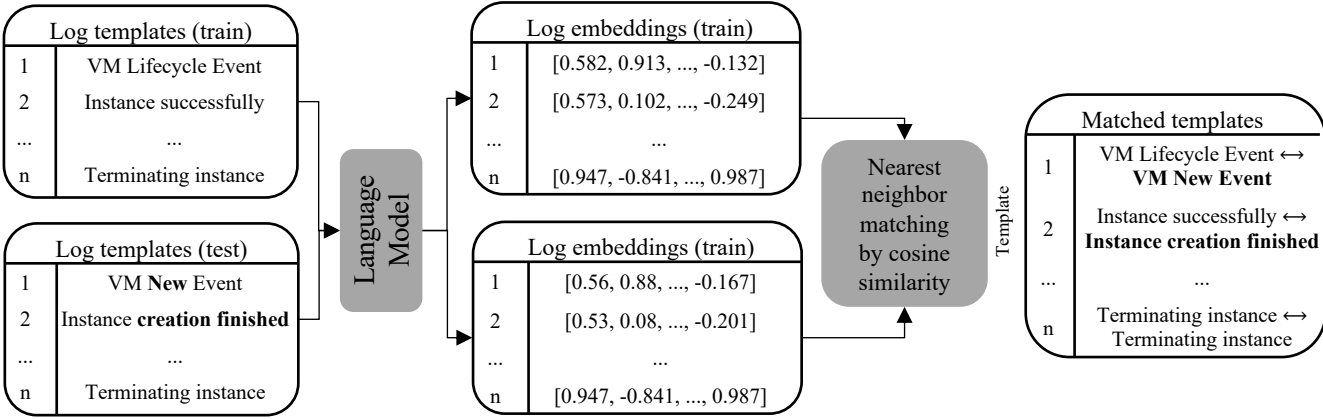 Log templates (train)
1 VM Lifecycle Event
2 Instance successfully
... ...
n Terminating instance
Log templates (test)
1 VM New Event
2 Instance creation finished
... ...
n Terminating instance
Language
Model
Log embeddings (train)
1 [0.582, 0.913, ..., -0.132]
2 [0.573, 0.102, ..., -0.249]
... ...
n [0.947, -0.841, ..., 0.987]
Log embeddings (train)
1 [0.56, 0.88, ..., -0.167]
2 [0.53, 0.08, ..., -0.201]
... ...
n [0.947, -0.841, ..., 0.987]
Nearest
neighbor
matching
by cosine
similarity
Template
Matched templates
1 VM Lifecycle Event ↔
VM New Event
2 Instance successfully ↔
Instance creation finished
... ...
n Terminating instance ↔
Terminating instance